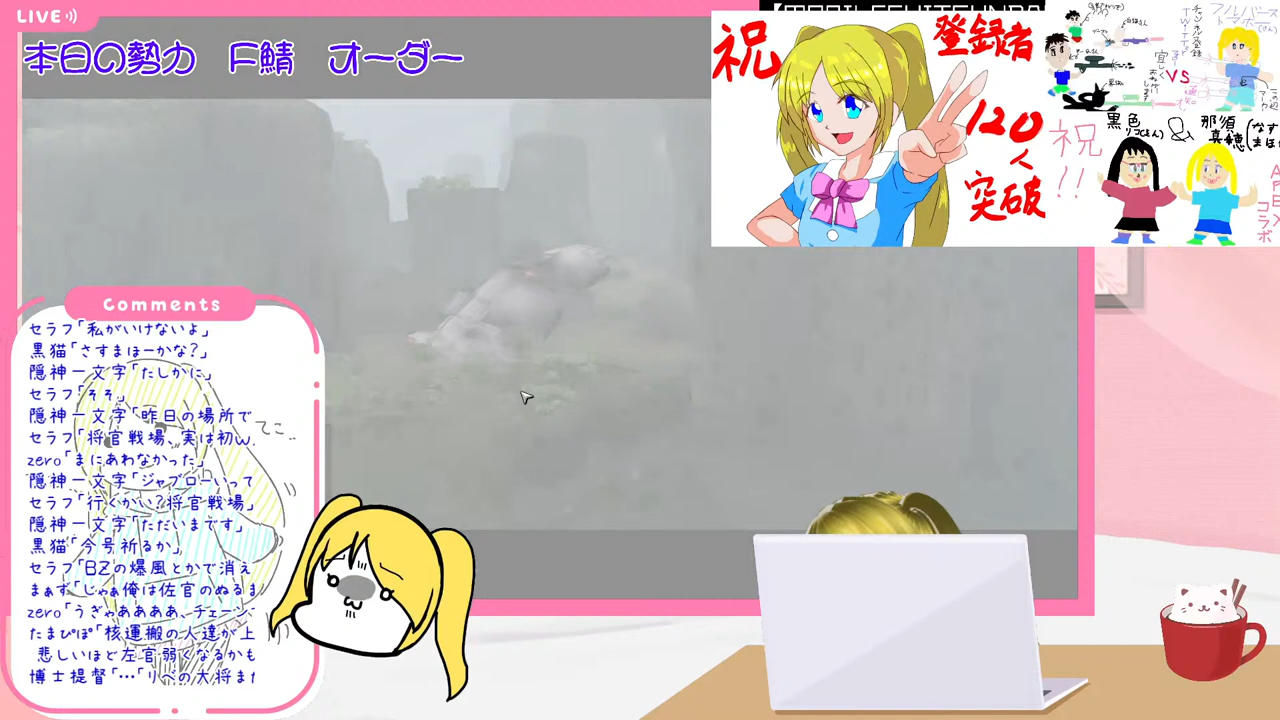 LIVE
本日の勢力 F鯖 オーダー
祝
登録者
120
人
突破
VS
祝
!!
黒色
&
那須
真穂
コラボ
Comments
セラフ「私がいけないよ」
黒猫「さすまほーかな?」
隠神一文字「たしかに」
セラフ「そそ」
隠神一文字「昨日の場所で
セラフ「将官戦場、実は初w.
zero「まにあわなかった」
隠神一文字「ジャブローいって
セラフ「行くかい?将官戦場」
隠神一文字「ただいまです」
黒猫「今号祈るか」
セラフ「BZの爆風とかで消え
まぁず「じゃぁ俺は佐官のぬるま
zero「うぎゃああああ、チェーン
たまぴぽ「核運搬の人達が上
悲しいほど左官弱くなるかも
博士提督「…「リベの大将ま
てこ..